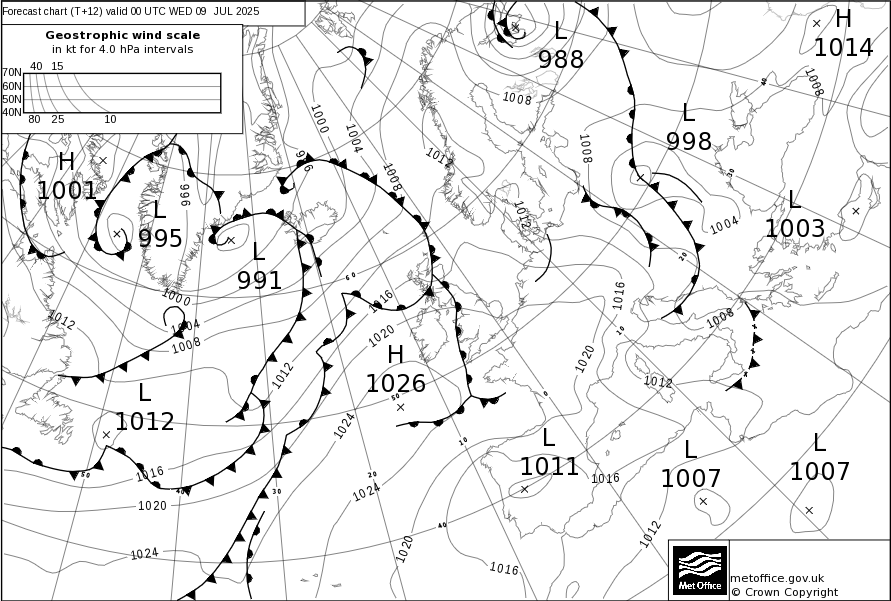 Forecast chart (T+12) valid 00 UTC WED 09 JUL 2025
Geostrophic wind scale
in kt for 4.0 hPa intervals
40 15
70N
60N
50N
40N
80 25 10
L
988
H
1014
40
1008
1008
1000
1004
L
998
1008
1012
976
1008
30
H
1001
996
L
995
L
1003
1012
1004
L
991
20
60
1000
1016
1016
1004
1012
1008
1020
1008
10
H
1026
1020
1012
1012
50
0
L
1012
1024
10
L
1011
L
1007
L
1007
50
1016
20
1016
40
30
1024
1020
40
1012
1024
1020
1016
Met Office
metoffice.gov.uk
© Crown Copyright